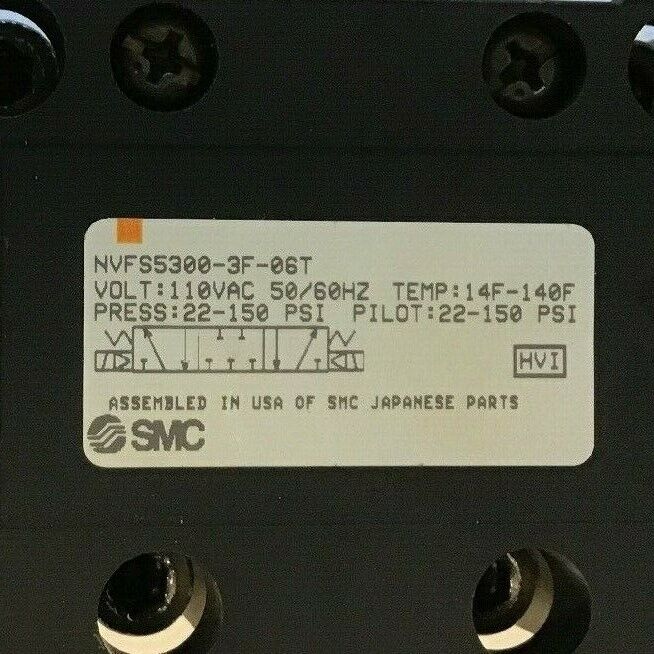 NVFS5300-3F-06T
VOLT:110VAC 50/60HZ TEMP:14F-140F
PRESS:22-150 PSI PILOT:22-150 PSI
HVI
ASSEMBLED IN USA OF SMC JAPANESE PARTS
SMC